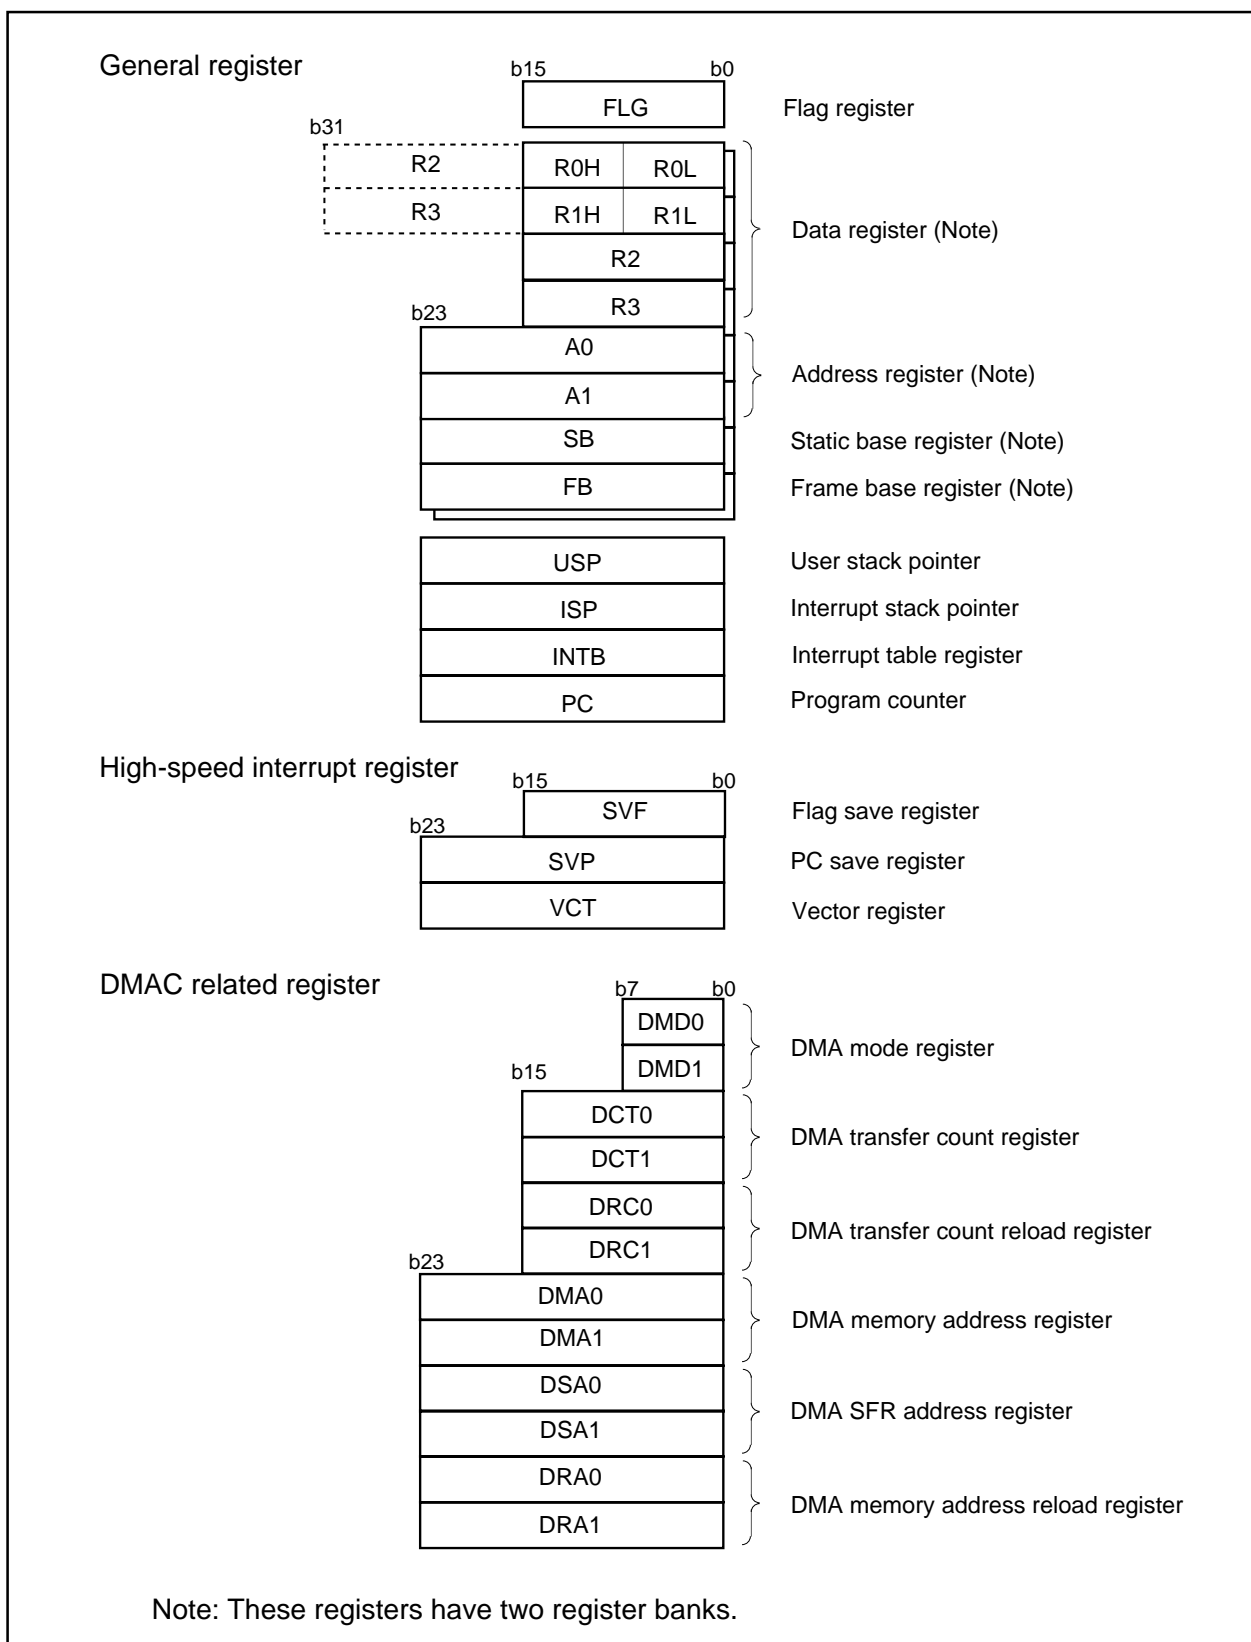 General register
b15 b0
FLG Flag register
b31
R2 R0H R0L
R3 R1H R1L
Data register (Note)
R2
R3
b23
A0
A1
Address register (Note)
SB Static base register (Note)
FB Frame base register (Note)
USP User stack pointer
ISP Interrupt stack pointer
INTB Interrupt table register
PC Program counter
High-speed interrupt register
b15 b0
SVF Flag save register
b23
SVP PC save register
VCT Vector register
DMAC related register
b7 b0
DMD0
DMD1
DMA mode register
b15
DCT0
DCT1
DMA transfer count register
DRC0
DRC1
DMA transfer count reload register
b23
DMA0
DMA1
DMA memory address register
DSA0
DSA1
DMA SFR address register
DRA0
DRA1
DMA memory address reload register
Note: These registers have two register banks.